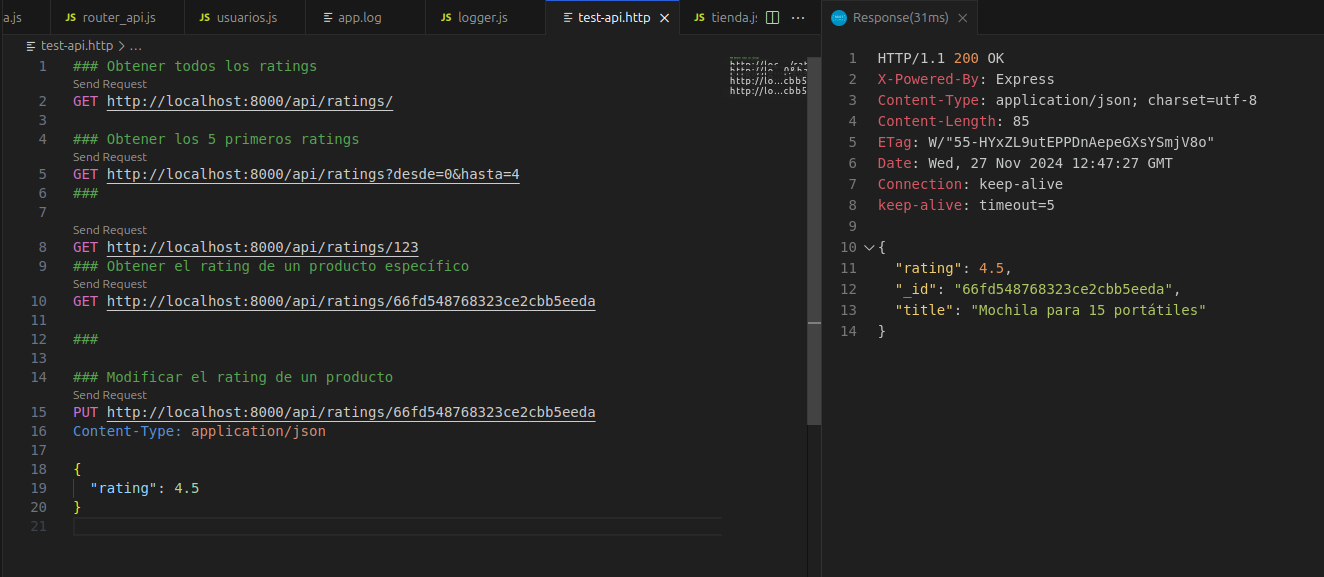 a.js JS router_api.js JS usuarios.js app.log JS logger.js test-api.http JS tienda.js Response(31ms)
test-api.http > ...
1 ### Obtener todos los ratings
Send Request
2 GET http://localhost:8000/api/ratings/
3
4 ### Obtener los 5 primeros ratings
Send Request
5 GET http://localhost:8000/api/ratings?desde=0&hasta=4
6 ###
7
Send Request
8 GET http://localhost:8000/api/ratings/123
9 ### Obtener el rating de un producto específico
Send Request
10 GET http://localhost:8000/api/ratings/66fd548768323ce2cbb5eeda
11
12 ###
13
14 ### Modificar el rating de un producto
Send Request
15 PUT http://localhost:8000/api/ratings/66fd548768323ce2cbb5eeda
16 Content-Type: application/json
17
18 {
19 "rating": 4.5
20 }
21
http://lo...cbb5
http://lo...cbb5
1 HTTP/1.1 200 OK
2 X-Powered-By: Express
3 Content-Type: application/json; charset=utf-8
4 Content-Length: 85
5 ETag: W/"55-HYxZL9utEPPDnAepeGXsYSmjV8o"
6 Date: Wed, 27 Nov 2024 12:47:27 GMT
7 Connection: keep-alive
8 keep-alive: timeout=5
9
10 {
11 "rating": 4.5,
12 "_id": "66fd548768323ce2cbb5eeda",
13 "title": "Mochila para 15 portátiles"
14 }